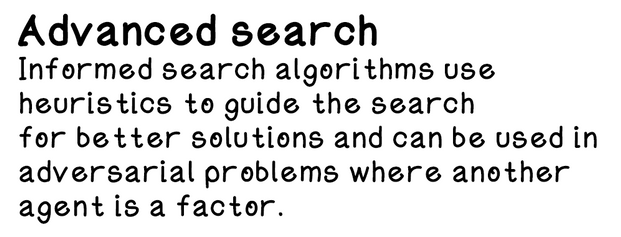 Advanced search
Informed search algorithms use
heuristics to guide the search
for better solutions and can be used in
adversarial problems where another
agent is a factor.